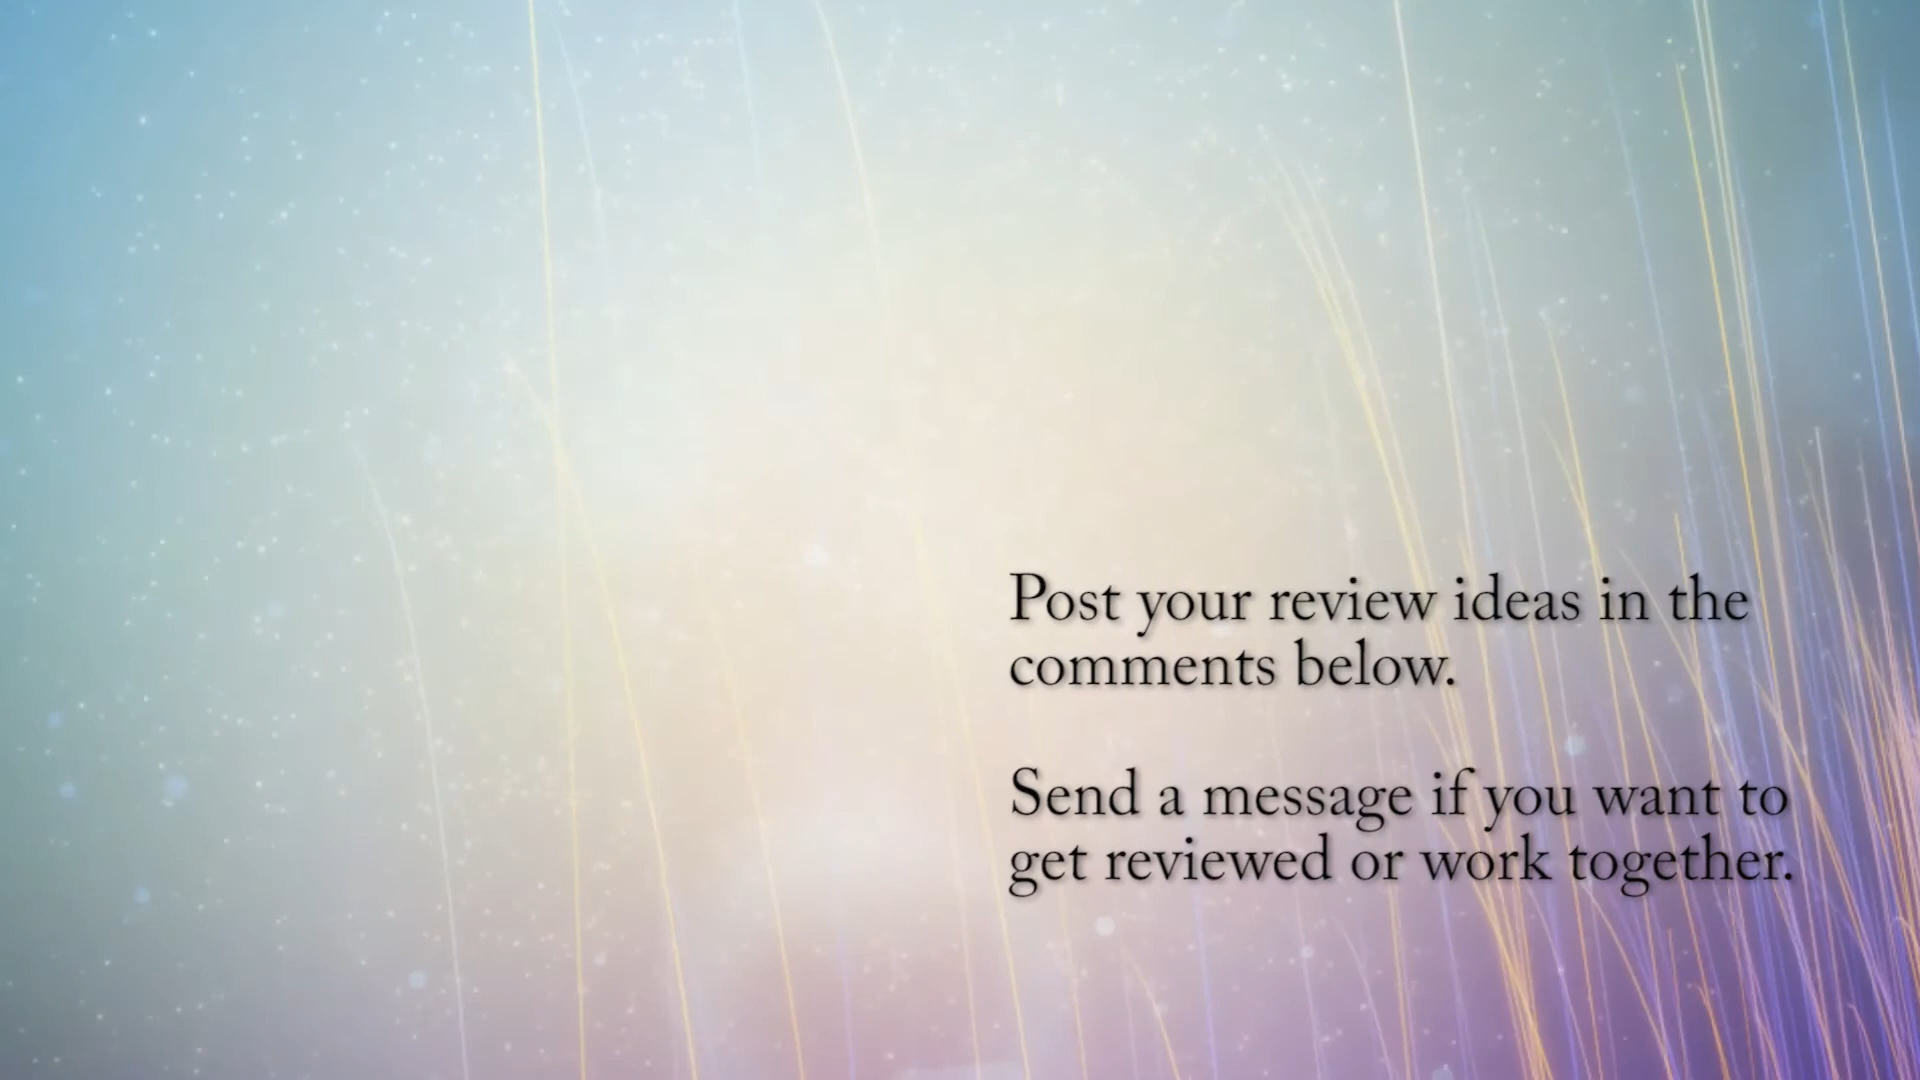 Post your review ideas in the
comments below.
Send a message if you want to
get reviewed or work together.